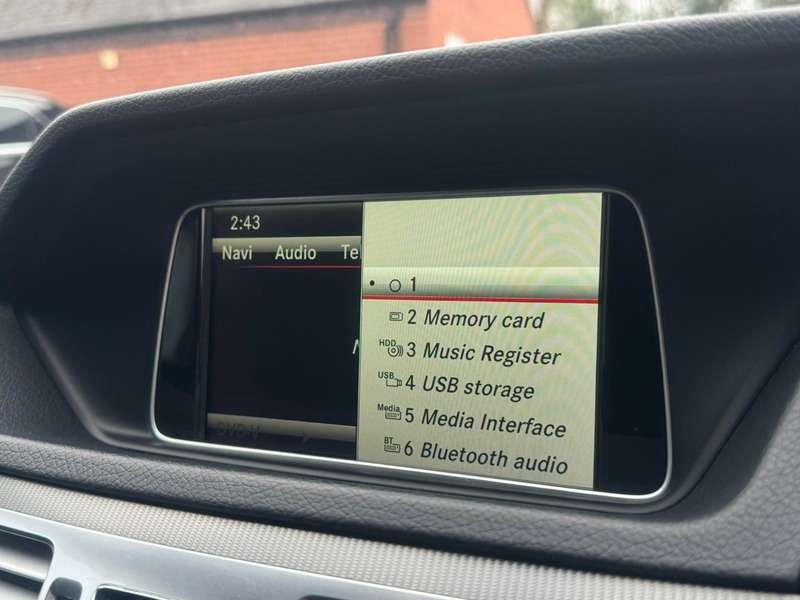 2:43
Navi Audio Te
1
2 Memory card
HDD 3 Music Register
USB 4 USB storage
Media 5 Media Interface
BT 6 Bluetooth audio